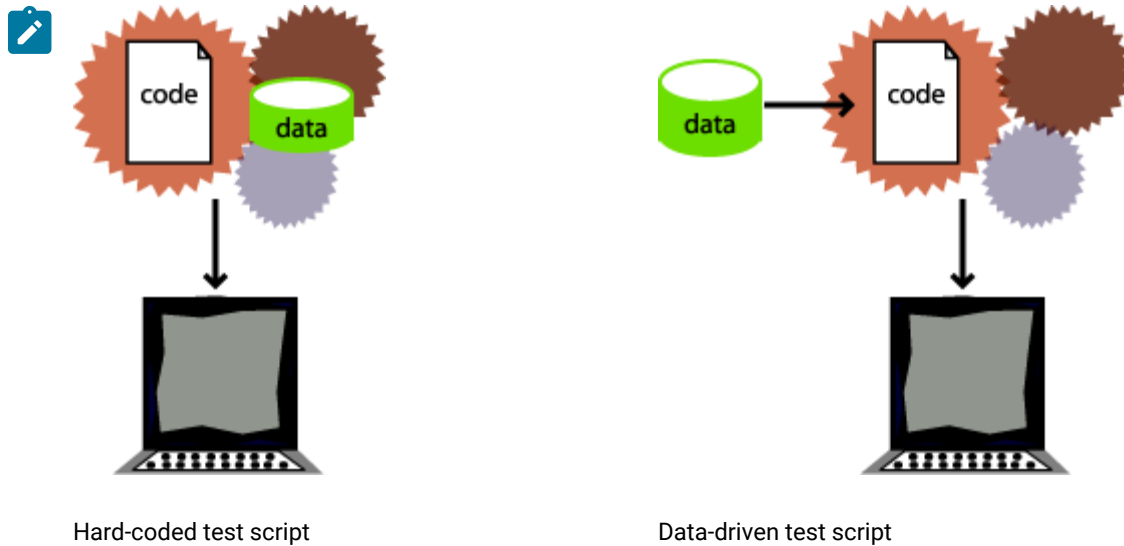 code
data
data
code
Hard-coded test script
Data-driven test script